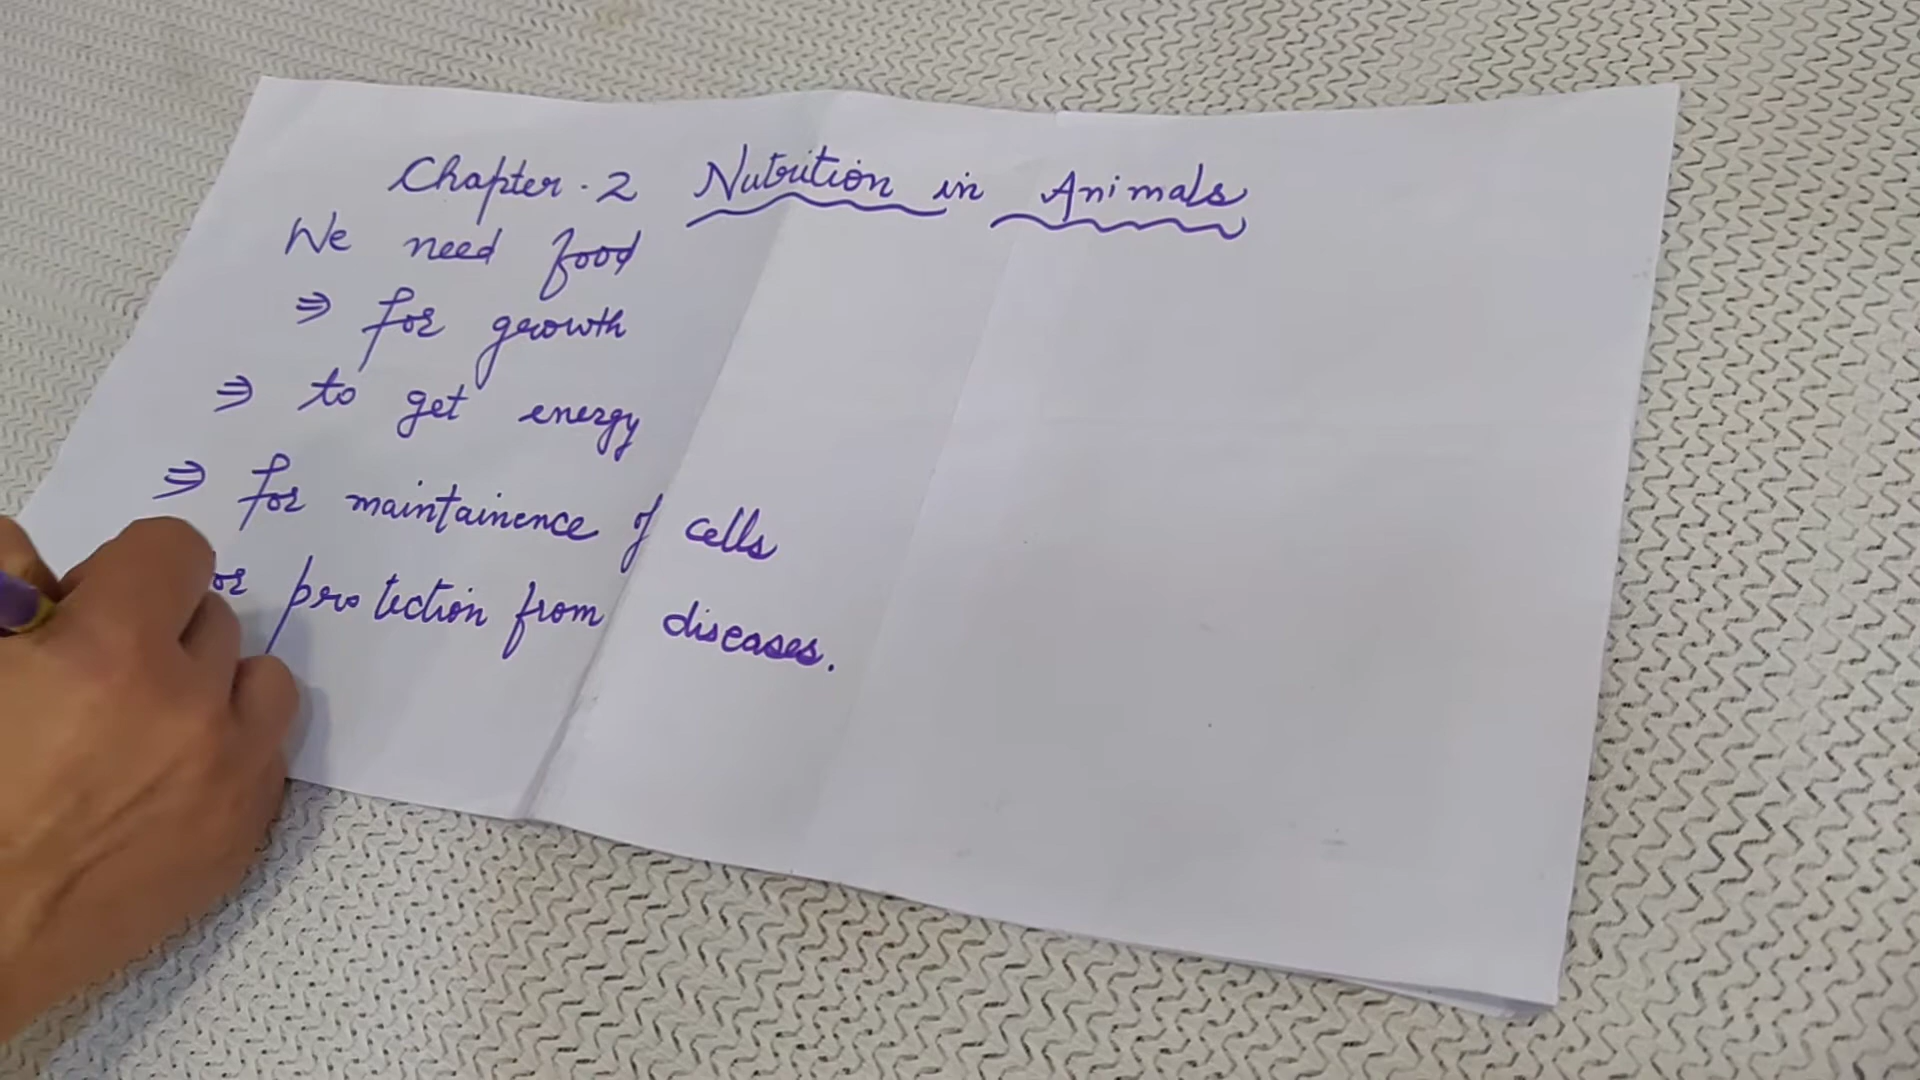 Chapter. 2 Nutrition in Animals
We need food
⇒ for growth
⇒ to get energy
⇒ for maintainence of cells
protection from diseases.